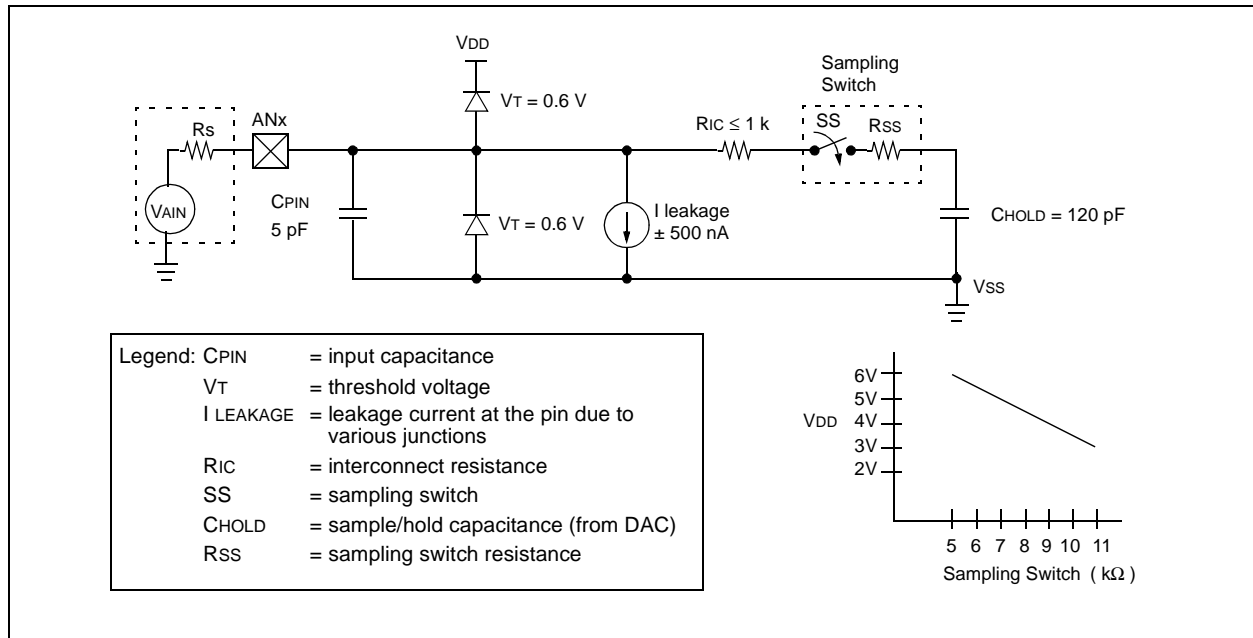 VDD
Sampling
Switch
VT = 0.6 V
ANx
Rs
RIC ≤ 1 k
SS
RSS
VAIN
CPIN
5 pF
VT = 0.6 V
I leakage
± 500 nA
CHOLD = 120 pF
VSS
Legend: CPIN = input capacitance
VT = threshold voltage
I LEAKAGE = leakage current at the pin due to
various junctions
RIC = interconnect resistance
SS = sampling switch
CHOLD = sample/hold capacitance (from DAC)
RSS = sampling switch resistance
6V
5V
VDD 4V
3V
2V
5 6 7 8 9 10 11
Sampling Switch ( kΩ )